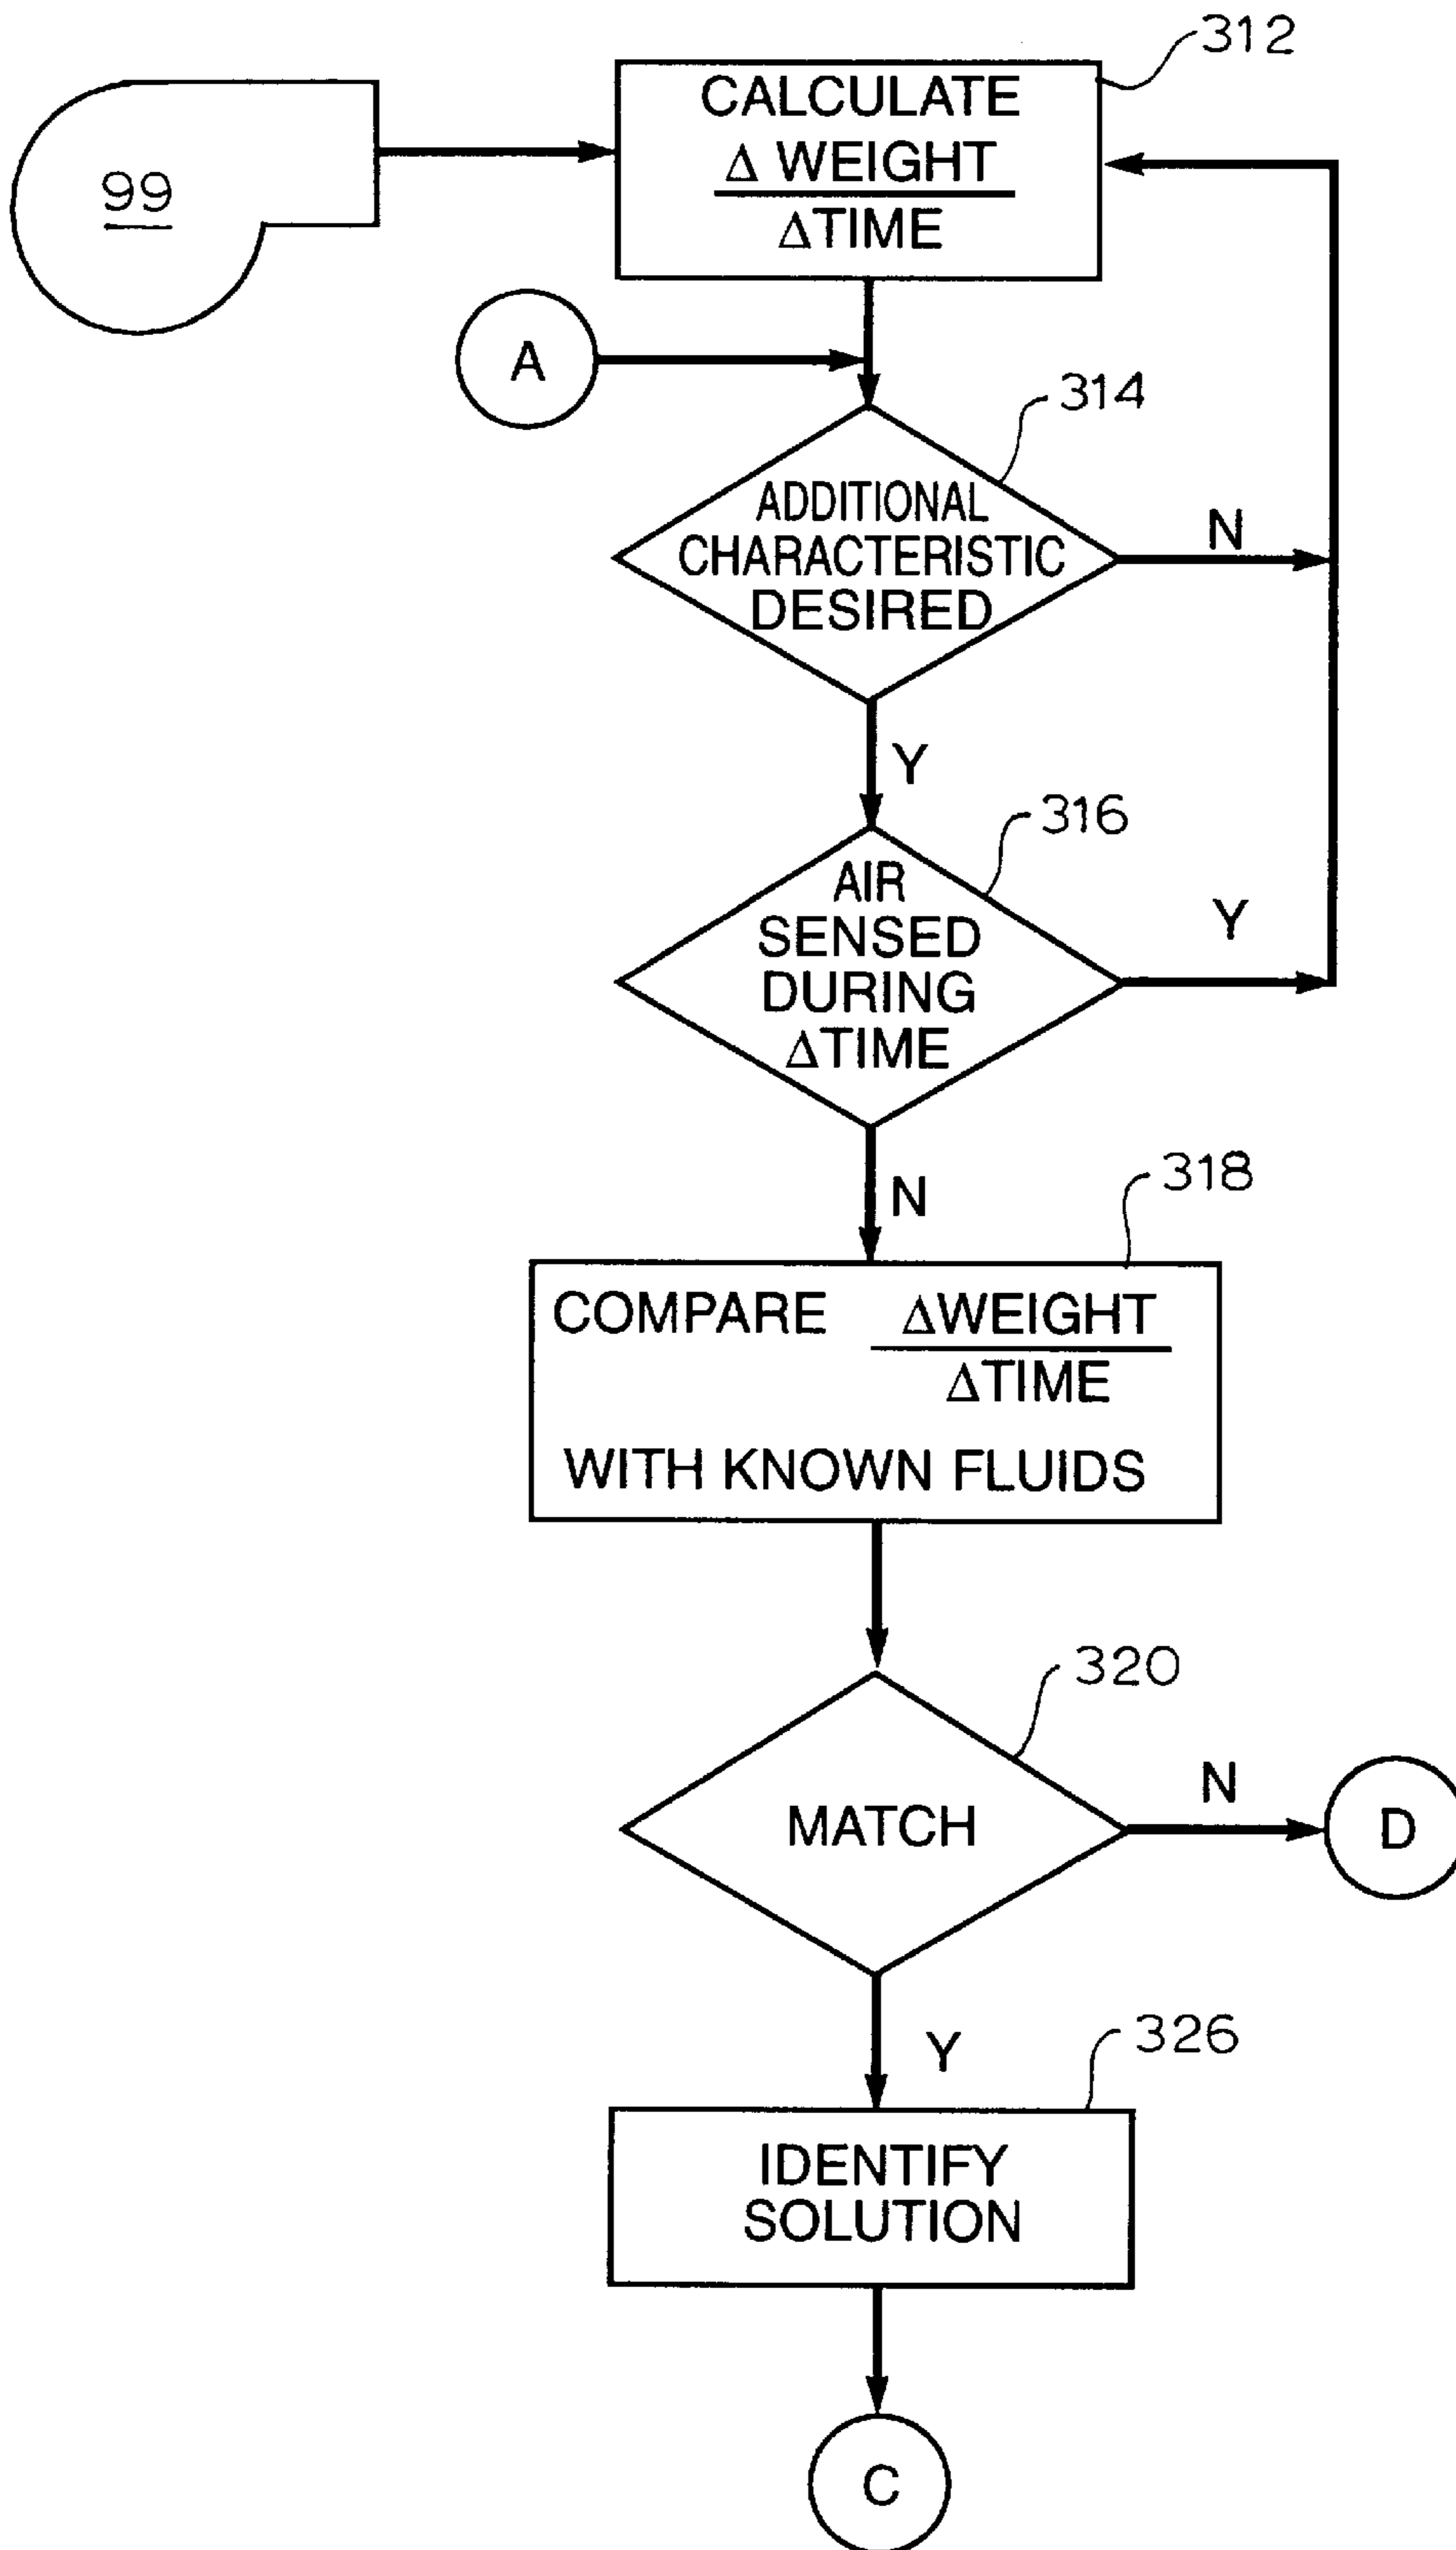 312
CALCULATE
Δ WEIGHT
ΔTIME
99
A
314
ADDITIONAL
CHARACTERISTIC
DESIRED
N
Y
316
AIR
SENSED
DURING
ΔTIME
Y
N
318
COMPARE ΔWEIGHT
ΔTIME
WITH KNOWN FLUIDS
320
MATCH
N
D
Y
326
IDENTIFY
SOLUTION
C